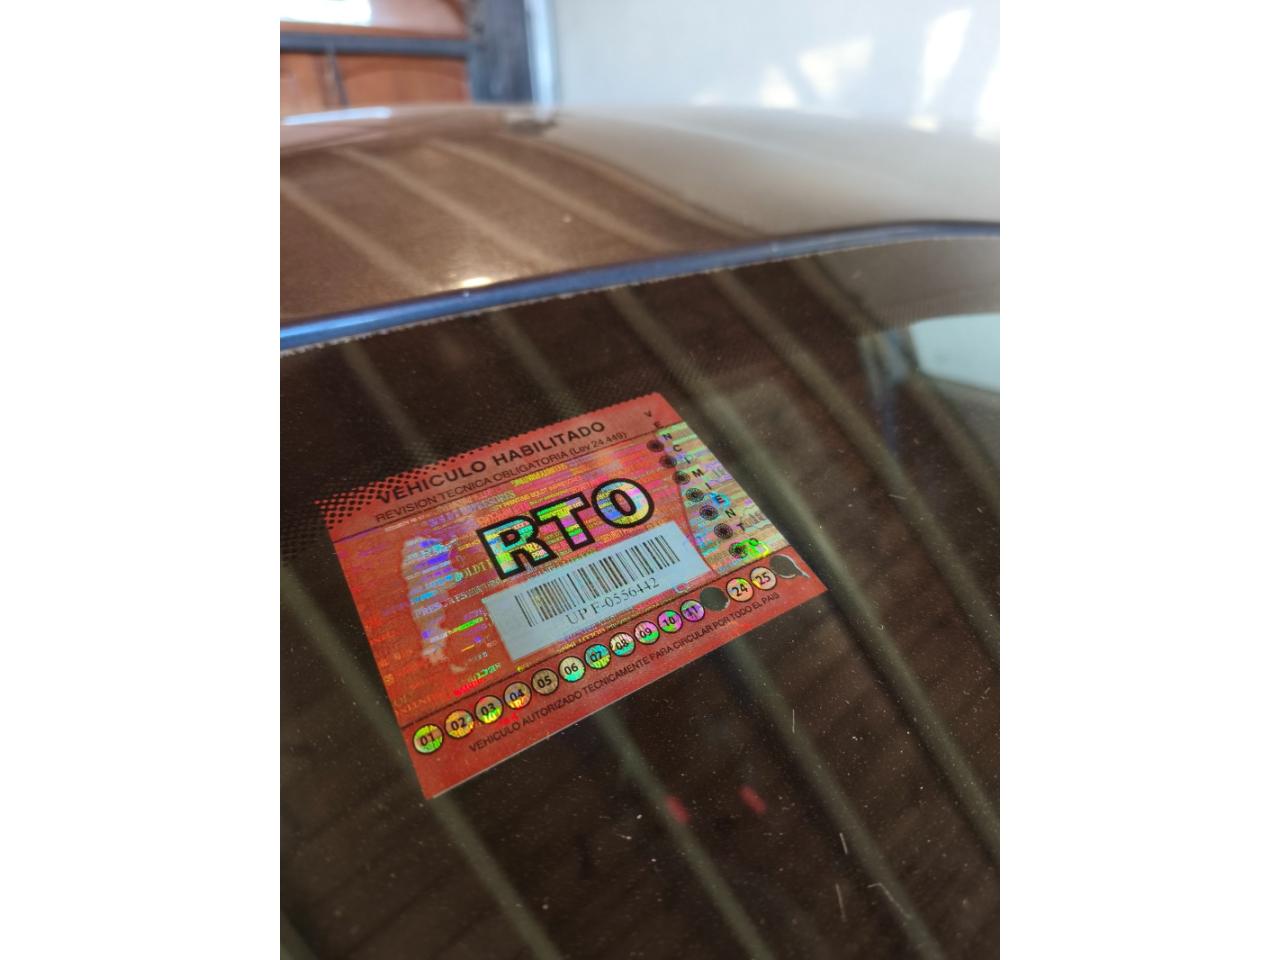 VEHICULO HABILITADO
REVISION TECNICA OBLIGATORIA (Ley 24.449)
VENCIMIENTO
RTO
UP F-0556442
01 02 03 04 05 06 07 08 09 10 11 24 25
VEHICULO AUTORIZADO TECNICAMENTE PARA CIRCULAR POR TODO EL PAIS